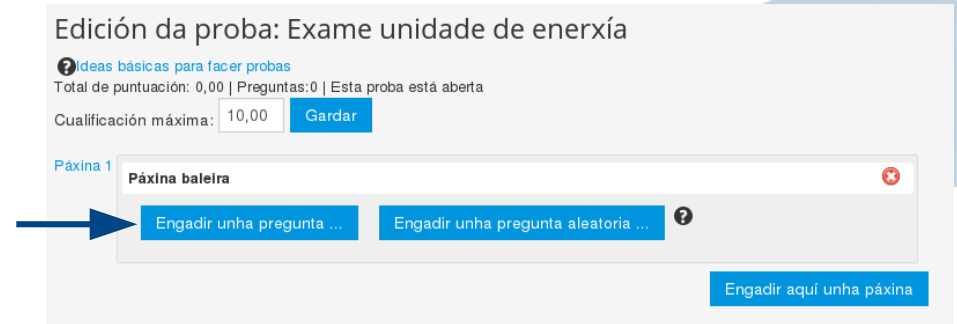 Edición da proba: Exame unidade de enerxía
Ideas básicas para facer probas
Total de puntuación: 0,00 | Preguntas:0 | Esta proba está aberta
Cualificación máxima: 10,00 Gardar
Páxina 1
Páxina baleira
Engadir unha pregunta ... Engadir unha pregunta aleatoria ...
Engadir aquí unha páxina